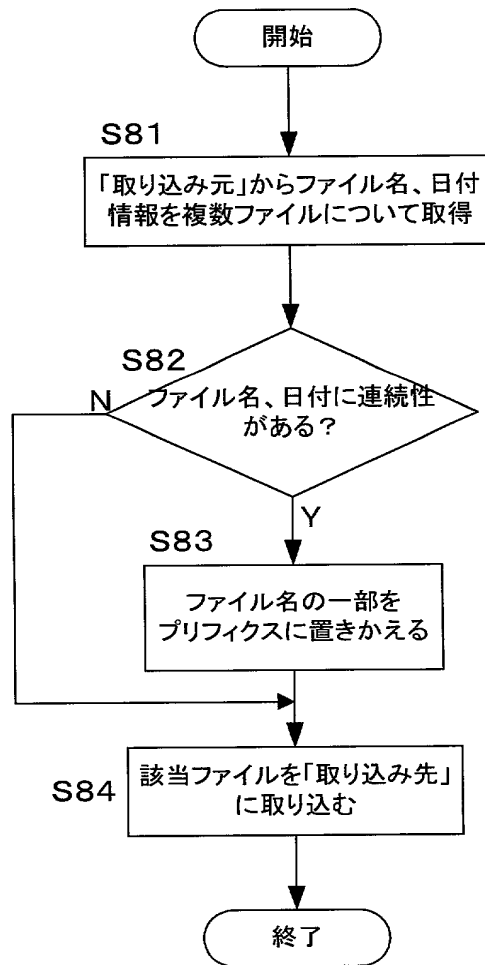 開始
S81
「取り込み元」からファイル名、日付
情報を複数ファイルについて取得
S82
N
ファイル名、日付に連続性
がある?
Y
S83
ファイル名の一部を
プリフィクスに置きかえる
S84
該当ファイルを「取り込み先」
に取り込む
終了